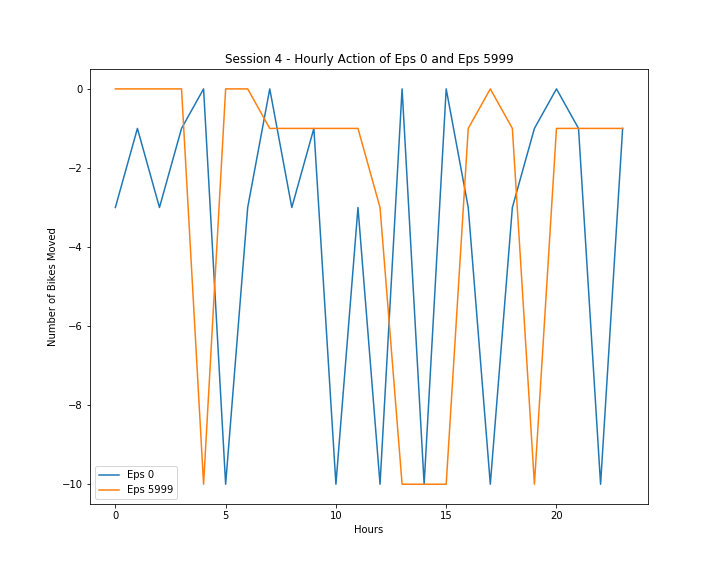 Session 4 - Hourly Action of Eps 0 and Eps 5999
Number of Bikes Moved
0
−2
−4
−6
−8
−10
Eps 0
Eps 5999
0
5
10
15
20
Hours